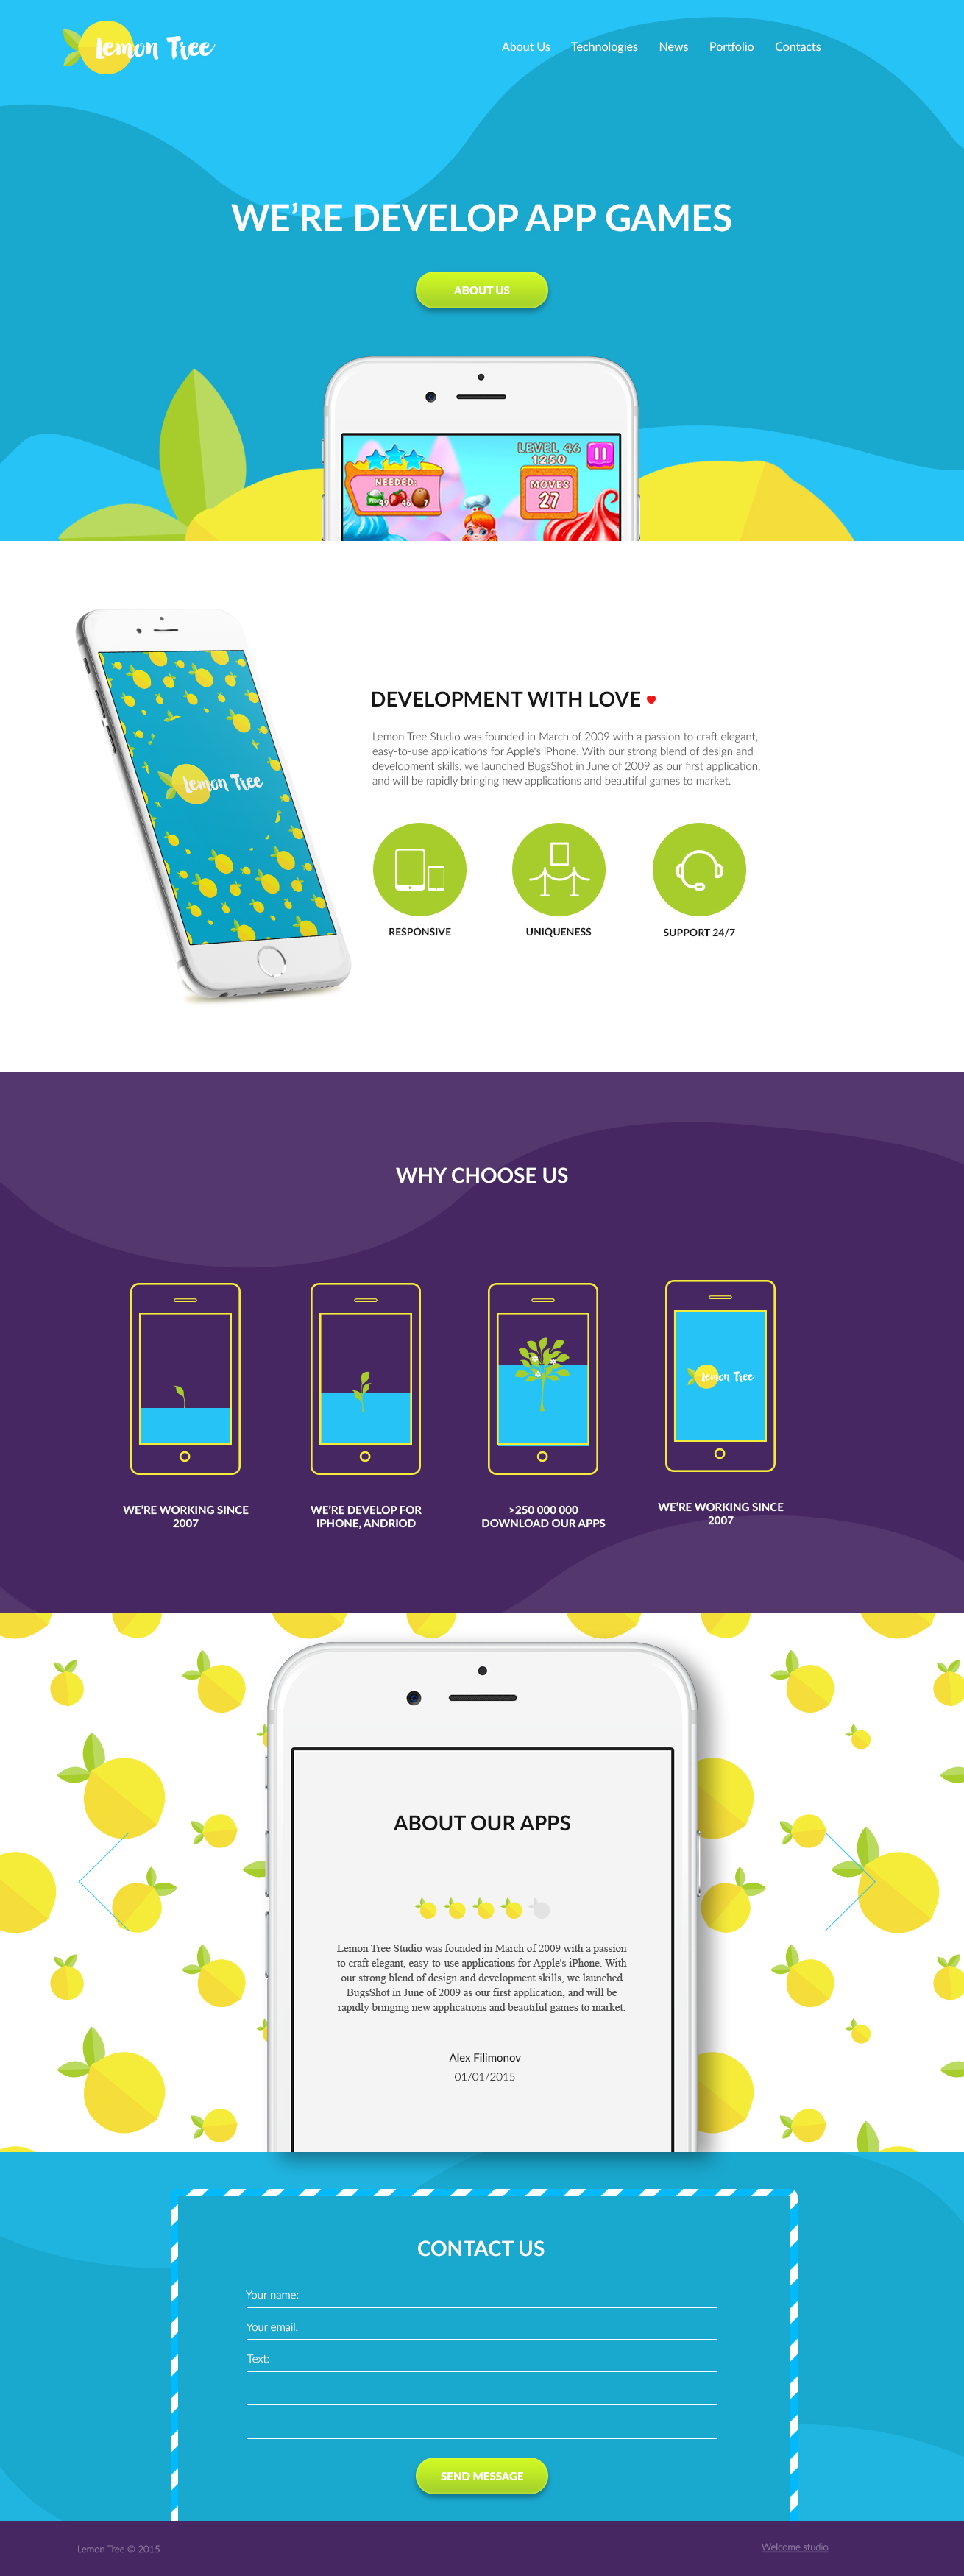 Lemon Tree
About Us
Technologies
News
Portfolio
Contacts
WE'RE DEVELOP APP GAMES
ABOUT US
NEEDED:
49
46
7
LEVEL 46
1250
MOVES
27
Lemon Tree
DEVELOPMENT WITH LOVE
Lemon Tree Studio was founded in March of 2009 with a passion to craft elegant,
easy-to-use applications for Apple's iPhone. With our strong blend of design and
development skills, we launched BugsShot in June of 2009 as our first application,
and will be rapidly bringing new applications and beautiful games to market.
RESPONSIVE
UNIQUENESS
SUPPORT 24/7
WHY CHOOSE US
Lemon Tree
WE'RE WORKING SINCE
2007
WE'RE DEVELOP FOR
IPHONE, ANDRIOD
>250 000 000
DOWNLOAD OUR APPS
WE'RE WORKING SINCE
2007
ABOUT OUR APPS
Lemon Tree Studio was founded in March of 2009 with a passion
to craft elegant, easy-to-use applications for Apple's iPhone. With
our strong blend of design and development skills, we launched
BugsShot in June of 2009 as our first application, and will be
rapidly bringing new applications and beautiful games to market.
Alex Filimonov
01/01/2015
CONTACT US
Your name:
Your email:
Text:
SEND MESSAGE
Lemon Tree © 2015
Welcome studio